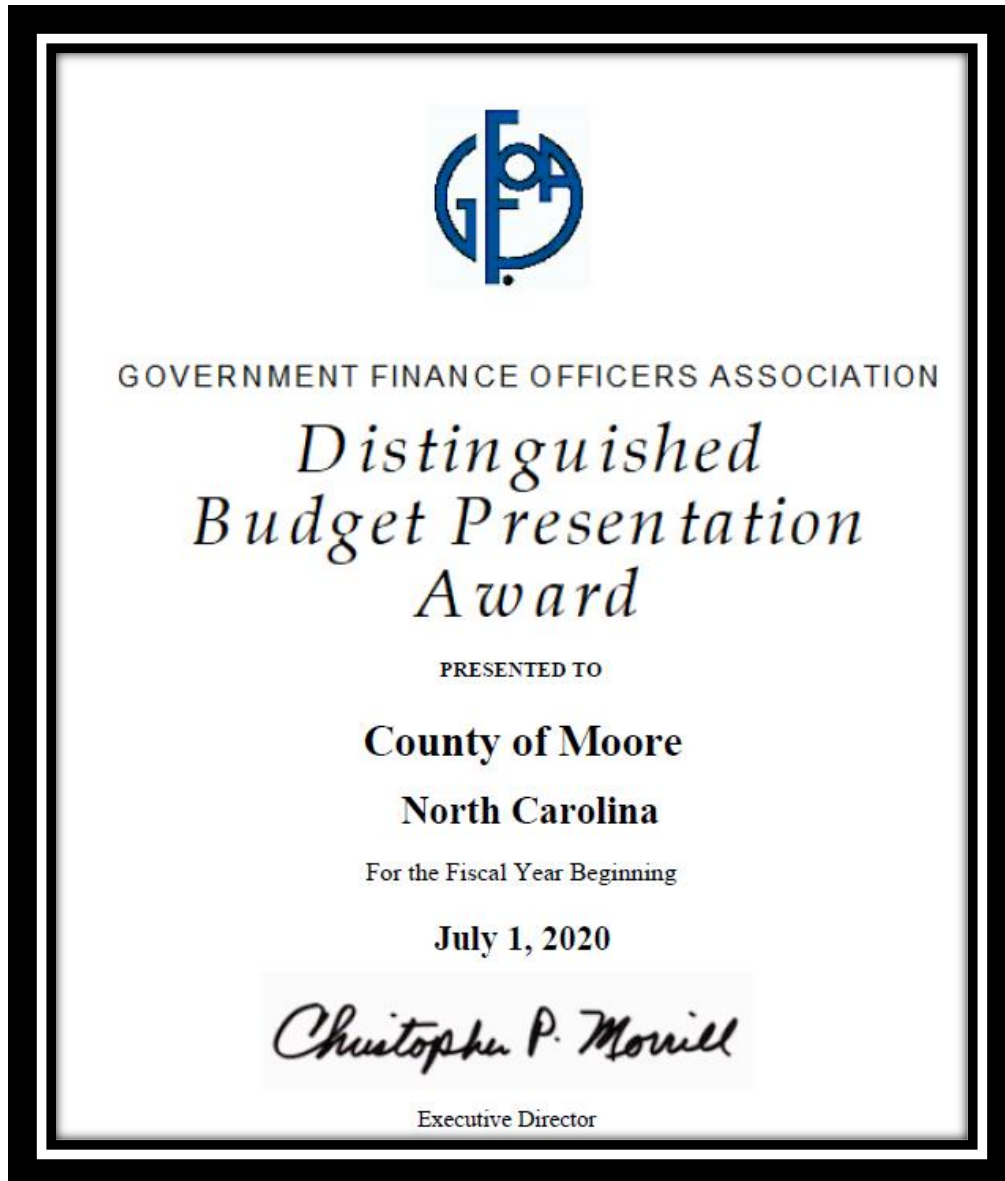 GFOA
GOVERNMENT FINANCE OFFICERS ASSOCIATION
Distinguished
Budget Presentation
Award
PRESENTED TO
County of Moore
North Carolina
For the Fiscal Year Beginning
July 1, 2020
Christopher P. Morrill
Executive Director